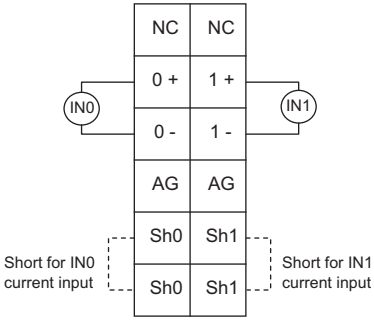 NC NC
0 + 1 +
IN0 IN1
0 - 1 -
AG AG
Sh0 Sh1
Short for IN0
current input
Short for IN1
current input
Sh0 Sh1